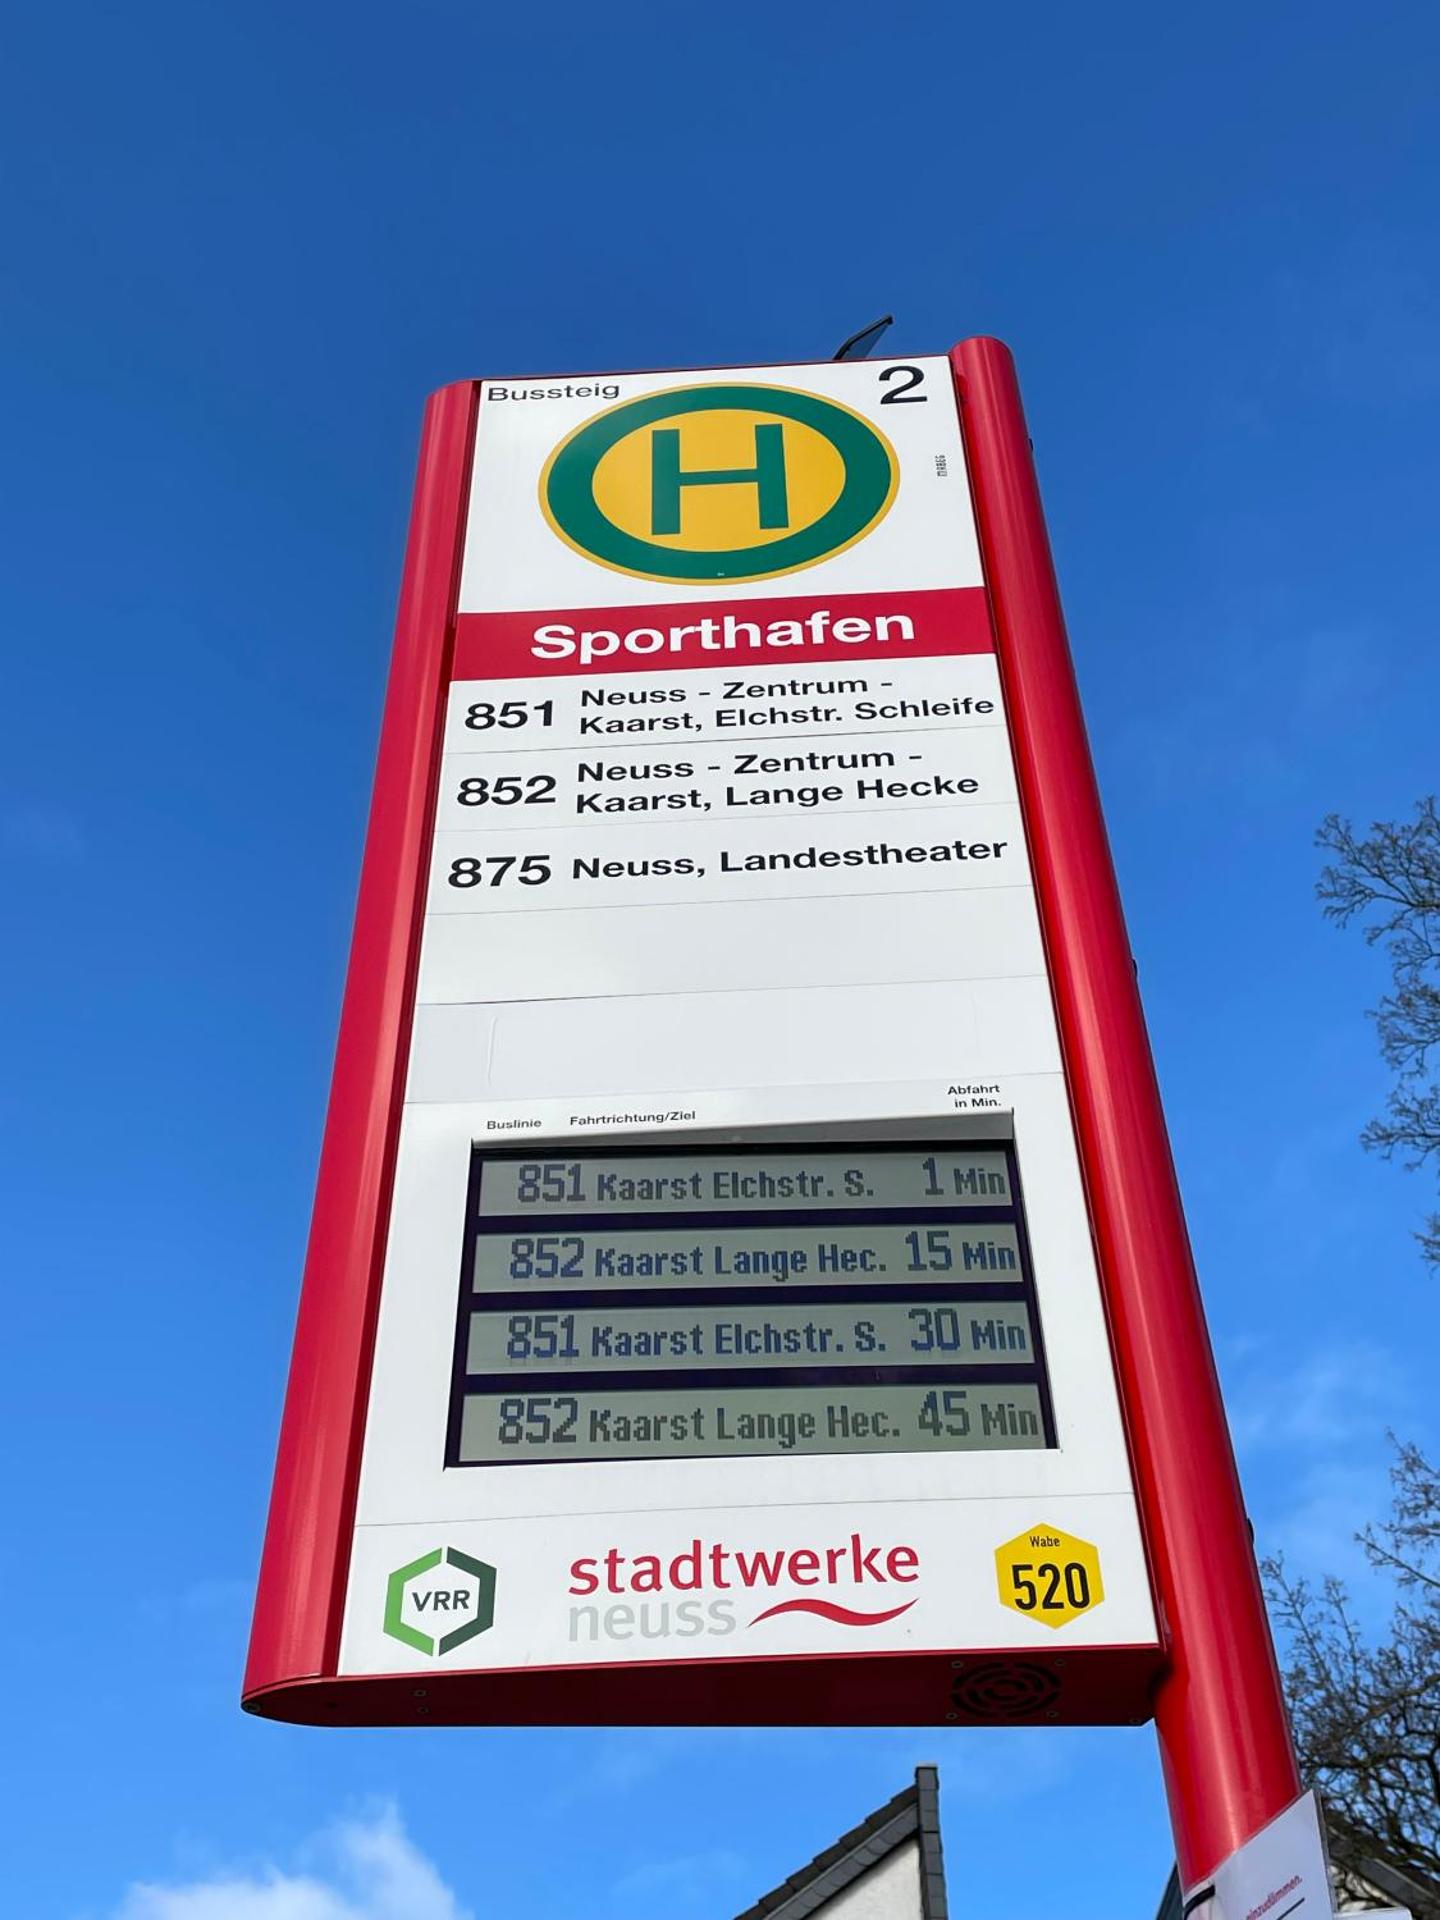 Bussteig 2
H
MABEG
Sporthafen
851 Neuss - Zentrum -
Kaarst, Elchstr. Schleife
852 Neuss - Zentrum -
Kaarst, Lange Hecke
875 Neuss, Landestheater
Buslinie Fahrtrichtung/Ziel Abfahrt
in Min.
851 Kaarst Elchstr. S. 1 Min
852 Kaarst Lange Hec. 15 Min
851 Kaarst Elchstr. S. 30 Min
852 Kaarst Lange Hec. 45 Min
VRR
stadtwerke
neuss
Wabe
520